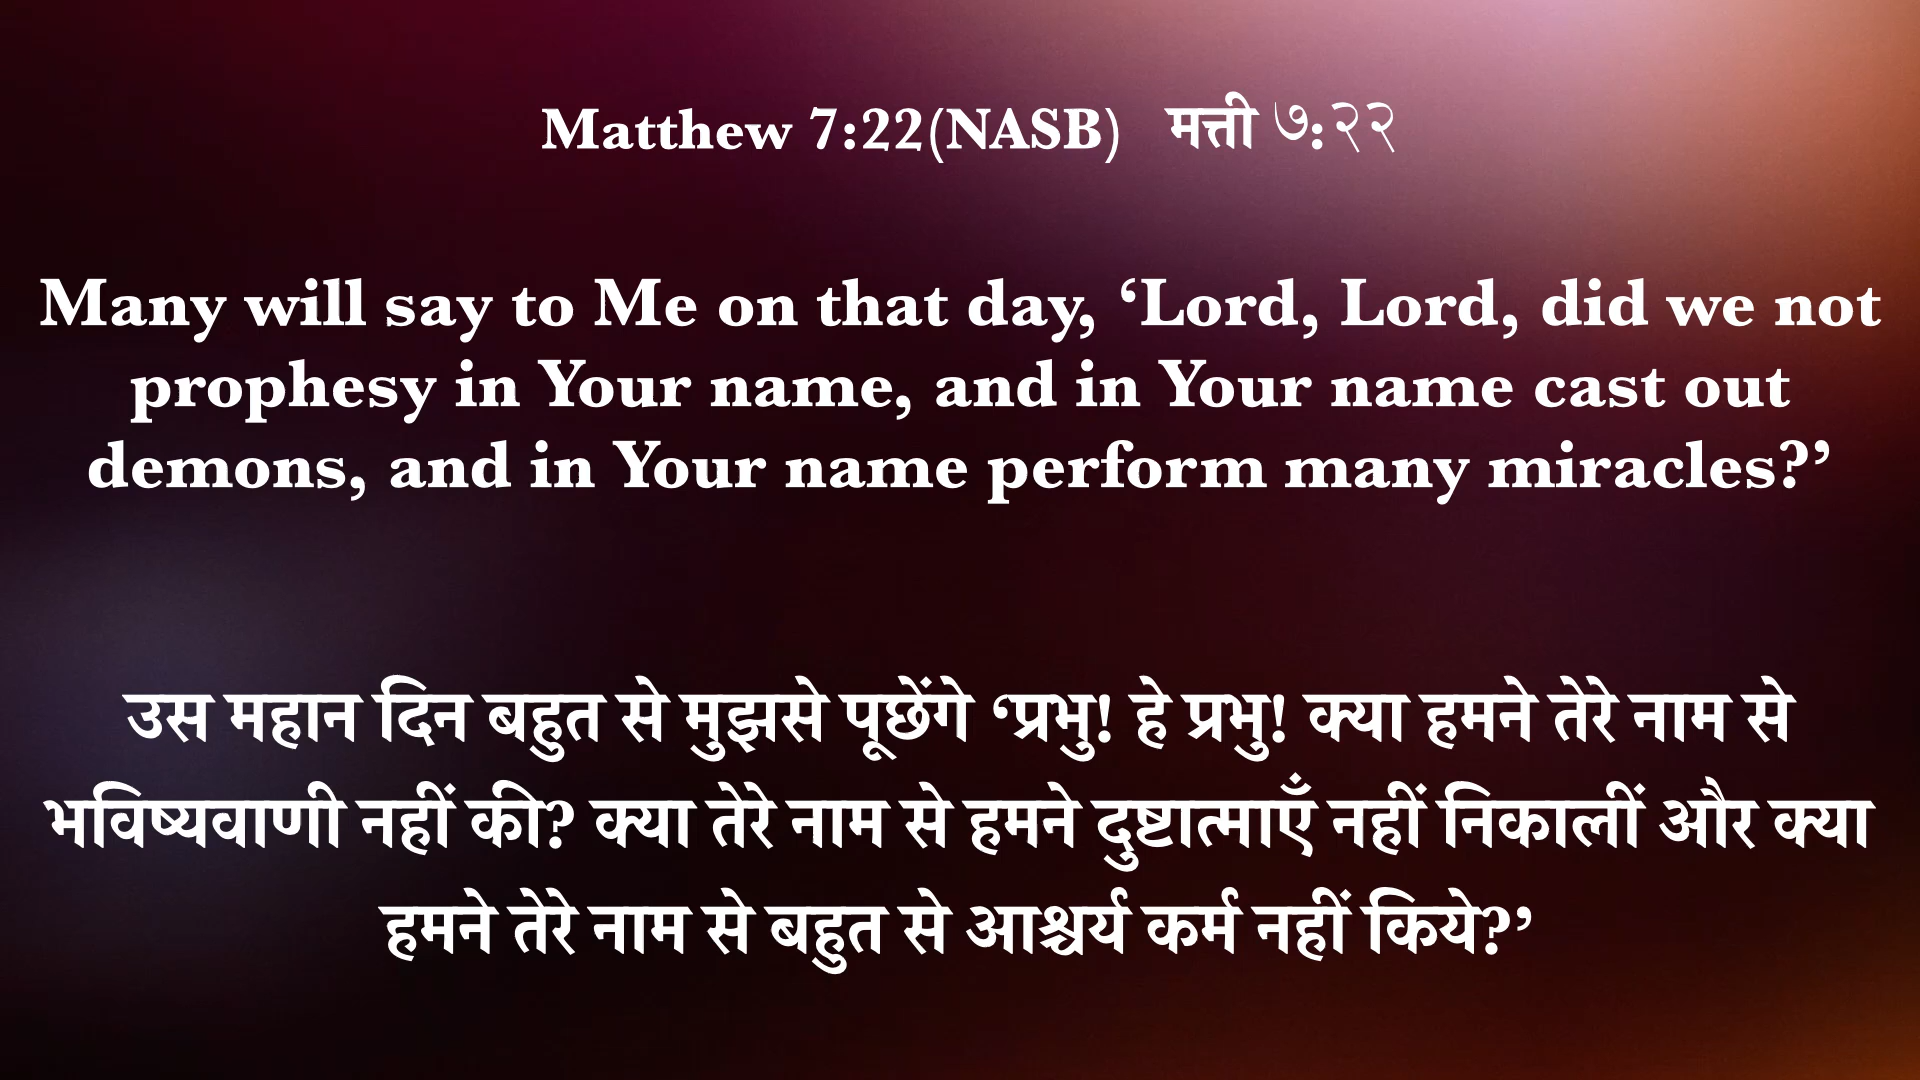 Matthew 7:22(NASB) मत्ती ७:२२
Many will say to Me on that day, ‘Lord, Lord, did we not
prophesy in Your name, and in Your name cast out
demons, and in Your name perform many miracles?’
उस महान दिन बहुत से मुझसे पूछेंगे ‘प्रभु! हे प्रभु! क्या हमने तेरे नाम से
भविष्यवाणी नहीं की? क्या तेरे नाम से हमने दुष्टात्माएँ नहीं निकालीं और क्या
हमने तेरे नाम से बहुत से आश्चर्य कर्म नहीं किये?’